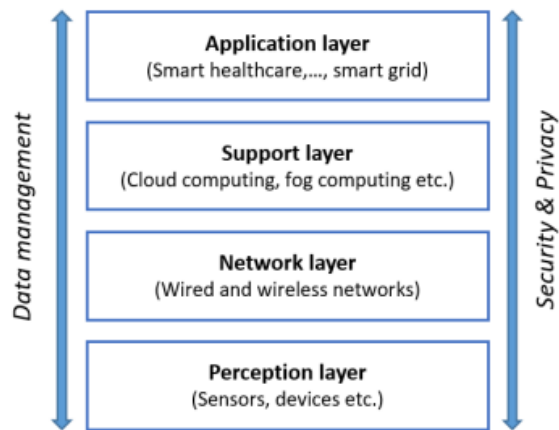 Application layer
(Smart healthcare,..., smart grid)
Support layer
(Cloud computing, fog computing etc.)
Network layer
(Wired and wireless networks)
Perception layer
(Sensors, devices etc.)
Data management
Security & Privacy